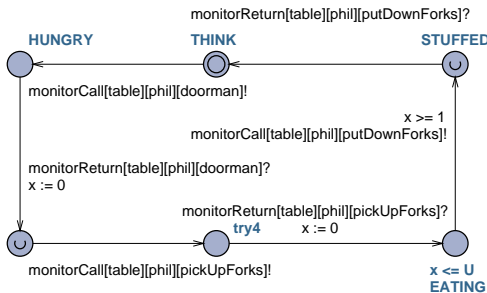 monitorReturn[table][phil][putDownForks]?
HUNGRY
THINK
STUFFED
monitorCall[table][phil][doorman]!
x >= 1
monitorCall[table][phil][putDownForks]!
monitorReturn[table][phil][doorman]?
x := 0
monitorReturn[table][phil][pickUpForks]?
try4
x := 0
monitorCall[table][phil][pickUpForks]!
x <= U
EATING